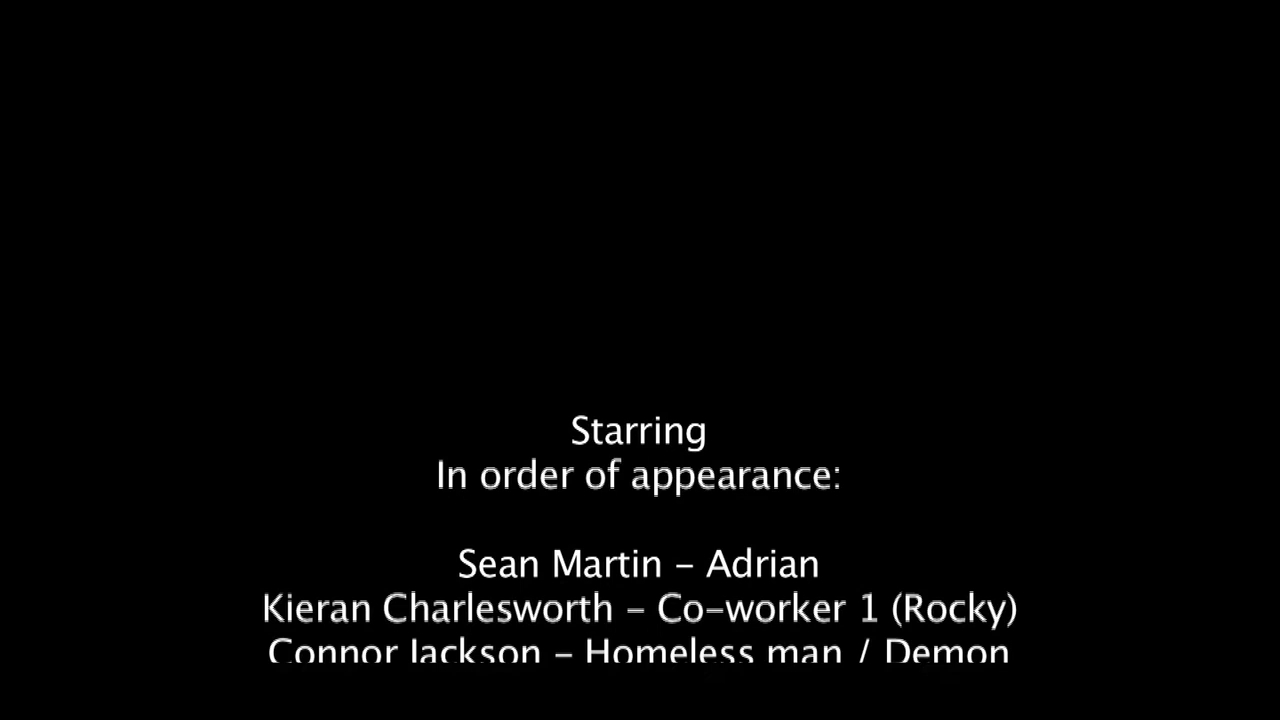 Starring
In order of appearance:
Sean Martin – Adrian
Kieran Charlesworth – Co–worker 1 (Rocky)
Connor Jackson – Homeless man / Demon